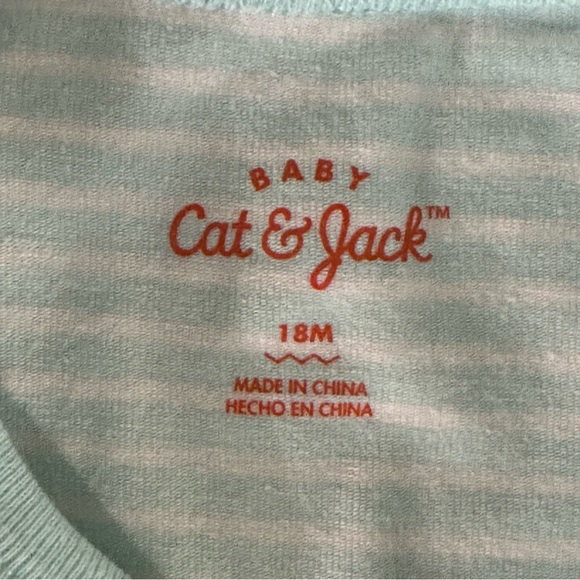 BABY
Cat & Jack™
18M
MADE IN CHINA
HECHO EN CHINA